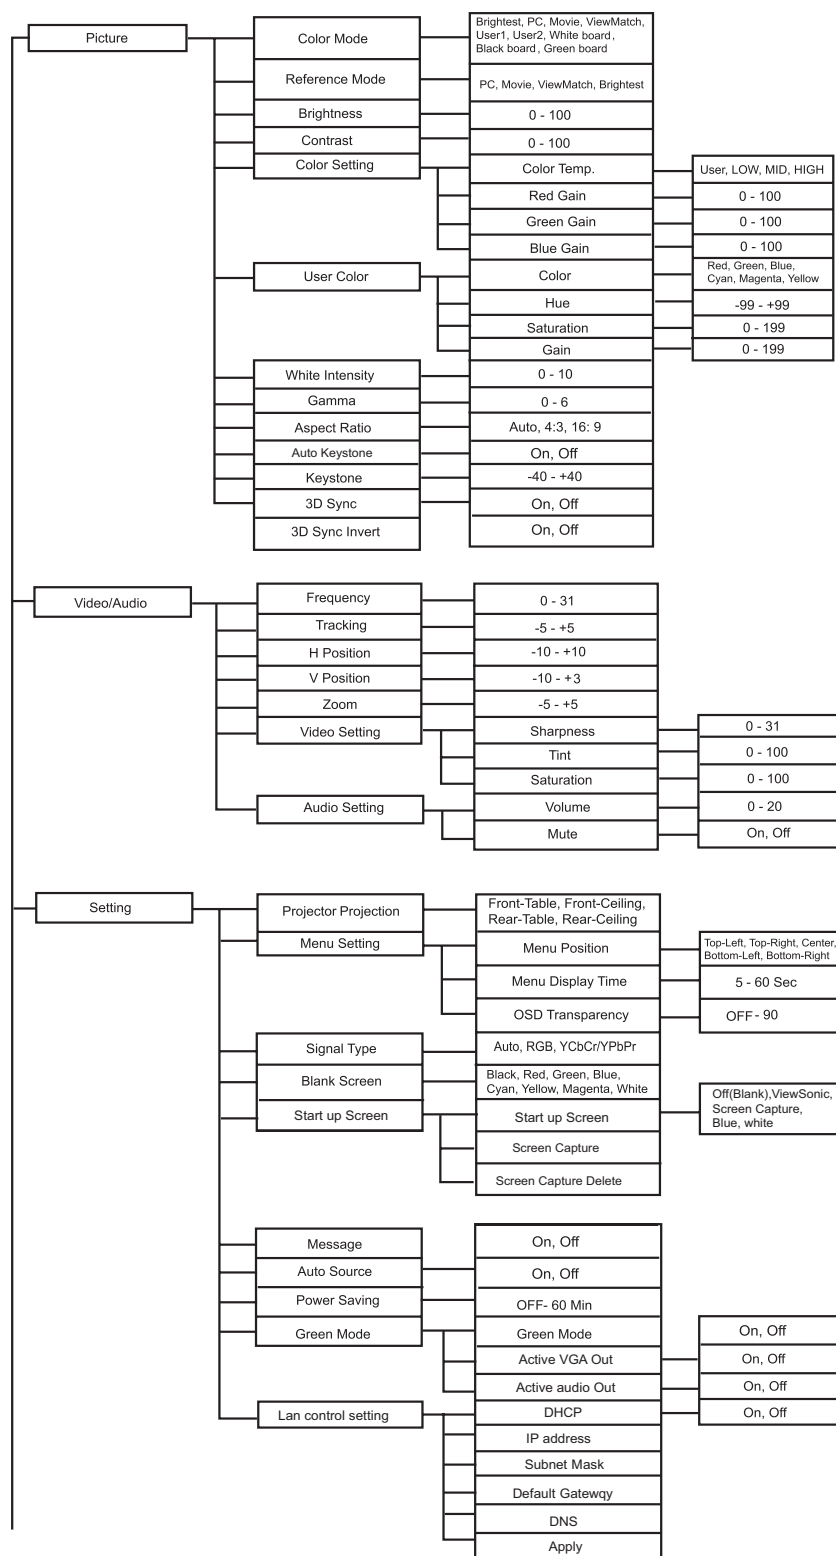 Picture
Color Mode
Brightest, PC, Movie, ViewMatch,
User1, User2, White board,
Black board, Green board
Reference Mode
PC, Movie, ViewMatch, Brightest
Brightness
0 - 100
Contrast
0 - 100
Color Setting
Color Temp.
User, LOW, MID, HIGH
Red Gain
0 - 100
Green Gain
0 - 100
Blue Gain
0 - 100
User Color
Color
Red, Green, Blue,
Cyan, Magenta, Yellow
Hue
-99 - +99
Saturation
0 - 199
Gain
0 - 199
White Intensity
0 - 10
Gamma
0 - 6
Aspect Ratio
Auto, 4:3, 16: 9
Auto Keystone
On, Off
Keystone
-40 - +40
3D Sync
On, Off
3D Sync Invert
On, Off
Video/Audio
Frequency
0 - 31
Tracking
-5 - +5
H Position
-10 - +10
V Position
-10 - +3
Zoom
-5 - +5
Video Setting
Sharpness
0 - 31
Tint
0 - 100
Saturation
0 - 100
Audio Setting
Volume
0 - 20
Mute
On, Off
Setting
Projector Projection
Front-Table, Front-Ceiling,
Rear-Table, Rear-Ceiling
Menu Setting
Menu Position
Top-Left, Top-Right, Center,
Bottom-Left, Bottom-Right
Menu Display Time
5 - 60 Sec
OSD Transparency
OFF - 90
Signal Type
Auto, RGB, YCbCr/YPbPr
Blank Screen
Black, Red, Green, Blue,
Cyan, Yellow, Magenta, White
Start up Screen
Start up Screen
Off(Blank),ViewSonic,
Screen Capture,
Blue, white
Screen Capture
Screen Capture Delete
Message
On, Off
Auto Source
On, Off
Power Saving
OFF- 60 Min
Green Mode
Green Mode
On, Off
Active VGA Out
On, Off
Active audio Out
On, Off
Lan control setting
DHCP
On, Off
IP address
Subnet Mask
Default Gatewqy
DNS
Apply